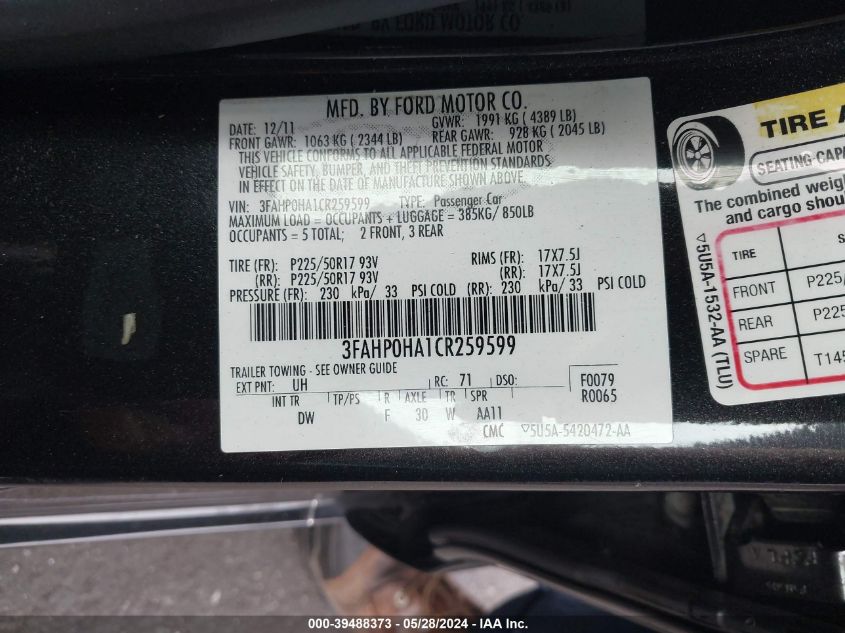 MFD. BY FORD MOTOR CO.
DATE: 12/11 GVWR: 1991 KG ( 4389 LB)
FRONT GAWR: 1063 KG ( 2344 LB) REAR GAWR: 928 KG ( 2045 LB)
THIS VEHICLE CONFORMS TO ALL APPLICABLE FEDERAL MOTOR
VEHICLE SAFETY, BUMPER, AND THEFT PREVENTION STANDARDS
IN EFFECT ON THE DATE OF MANUFACTURE SHOWN ABOVE.
VIN: 3FAHP0HA1CR259599 TYPE: Passenger Car
MAXIMUM LOAD = OCCUPANTS + LUGGAGE = 385KG/ 850LB
OCCUPANTS = 5 TOTAL; 2 FRONT, 3 REAR
TIRE (FR): P225/50R17 93V RIMS (FR): 17X7.5J
(RR): P225/50R17 93V (RR): 17X7.5J
PRESSURE (FR): 230 kPa/ 33 PSI COLD (RR): 230 kPa/ 33 PSI COLD
3FAHP0HA1CR259599
TRAILER TOWING - SEE OWNER GUIDE
EXT PNT: UH RC: 71 DSO: F0079
INT TR TP/PS R AXLE TR SPR R0065
DW F 30 W AA11
CMC ▽5U5A-5420472-AA
TIRE A
SEATING CAPA
The combined weigh
and cargo shou
TIRE S
FRONT P225/
REAR P225
SPARE T145
▽5U5A-1532-AA (TLU)
000-39488373 - 05/28/2024 - IAA Inc.